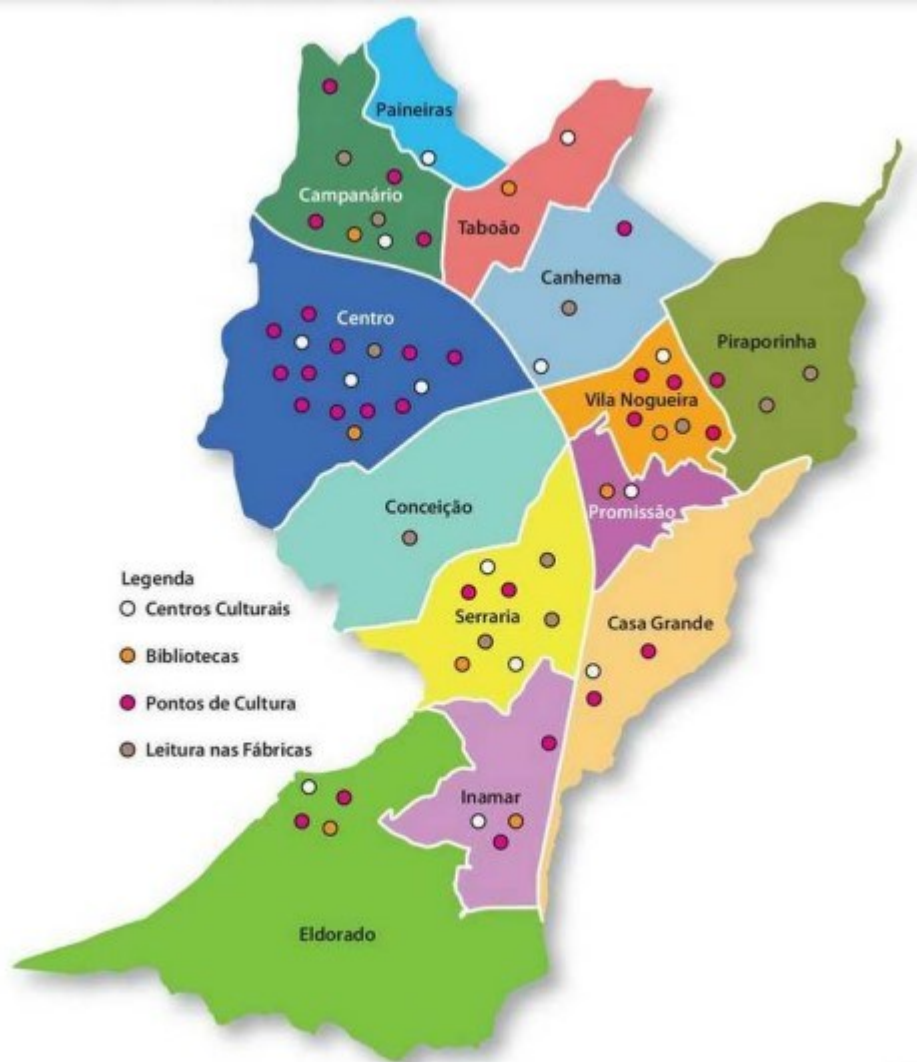 Paineiras
Campanário
Taboão
Canhema
Centro
Piraporinha
Vila Nogueira
Conceição
Promissão
Legenda
Centros Culturais
Bibliotecas
Pontos de Cultura
Leitura nas Fábricas
Serraria
Casa Grande
Inamar
Eldorado